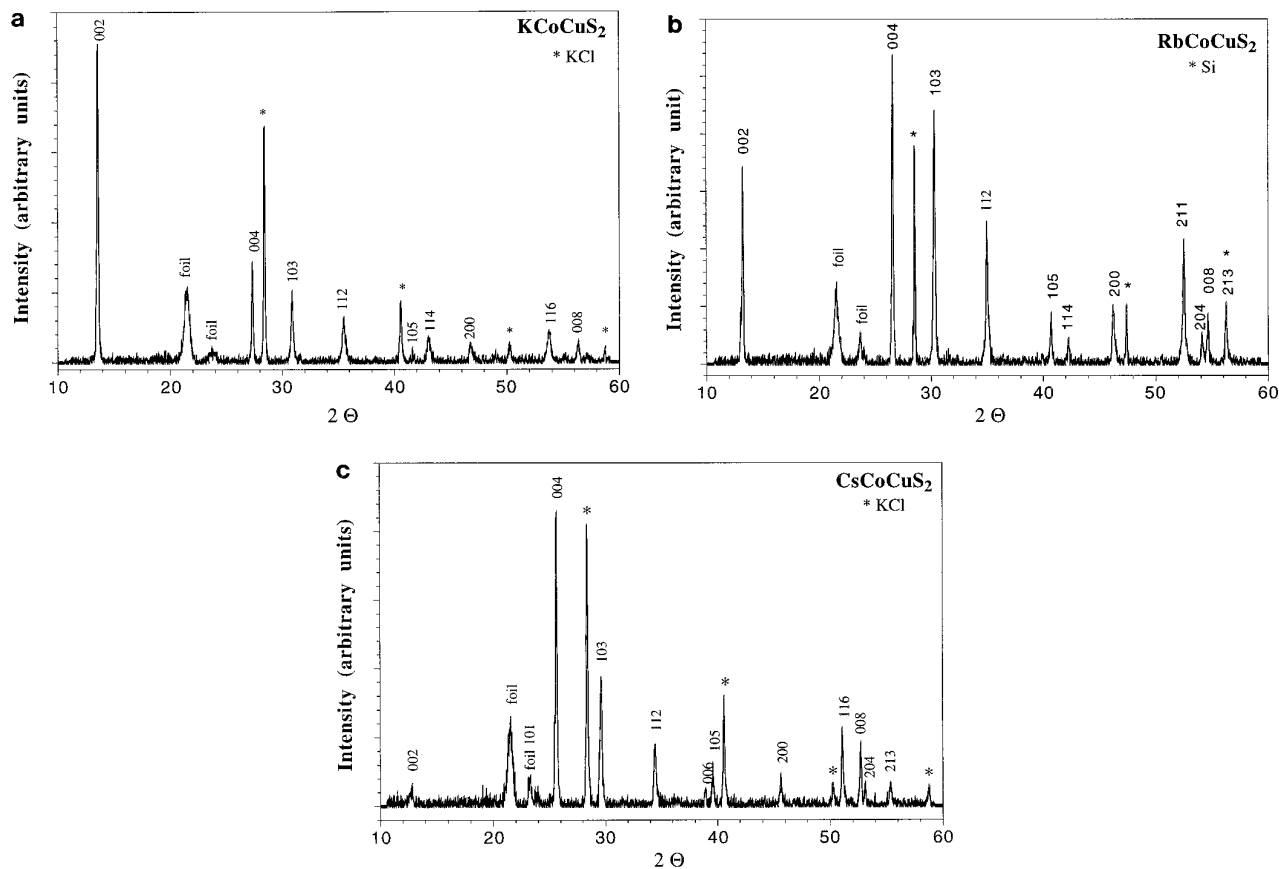 a
KCoCuS2
* KCl
002
*
foil
foil
004
103
112
*
105
114
200
*
116
008
*
Intensity (arbitrary units)
10 20 30 40 50 60
2 Θ
b
RbCoCuS2
* Si
002
foil
foil
004
*
103
112
105
114
200
*
211
204
008
213 *
Intensity (arbitrary unit)
10 20 30 40 50 60
2 Θ
c
CsCoCuS2
* KCl
002
foil
foil 101
004
*
103
112
006
105
*
200
*
116
008
204
213
*
Intensity (arbitrary units)
10 20 30 40 50 60
2 Θ